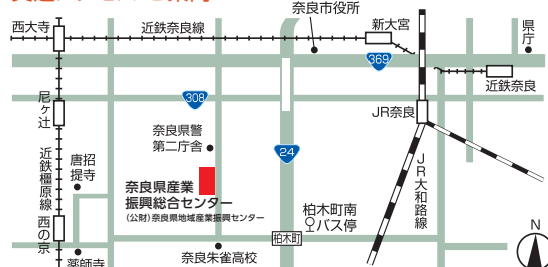 奈良市役所
西大寺
近鉄奈良線
新大宮
県庁
369
近鉄奈良
308
尼ヶ辻
JR奈良
奈良県警
第二庁舎
24
近鉄橿原線
唐招
提寺
JR大和路線
奈良県産業
振興総合センター
(公財)奈良県地域産業振興センター
柏木町南
バス停
西の京
柏木町
N
奈良朱雀高校
薬師寺